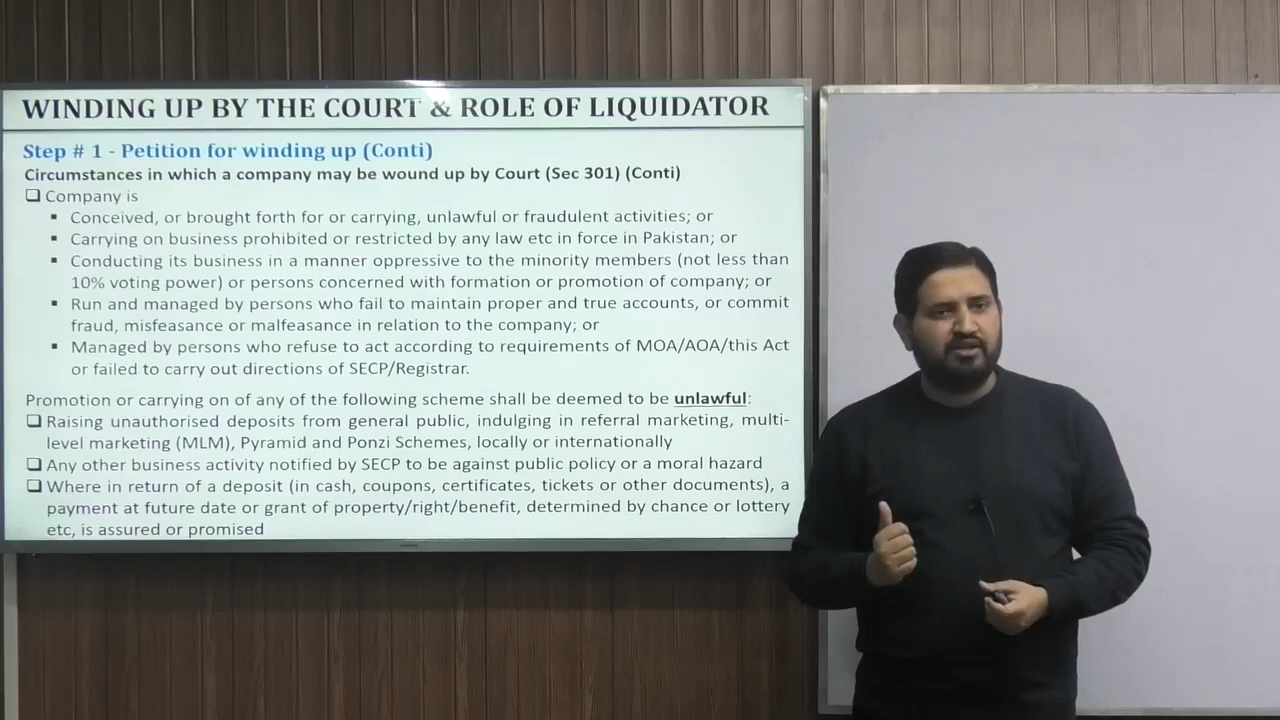 WINDING UP BY THE COURT & ROLE OF LIQUIDATOR
Step # 1 - Petition for winding up (Conti)
Circumstances in which a company may be wound up by Court (Sec 301) (Conti)
❑ Company is
▪ Conceived, or brought forth for or carrying, unlawful or fraudulent activities; or
▪ Carrying on business prohibited or restricted by any law etc in force in Pakistan; or
▪ Conducting its business in a manner oppressive to the minority members (not less than
10% voting power) or persons concerned with formation or promotion of company; or
▪ Run and managed by persons who fail to maintain proper and true accounts, or commit
fraud, misfeasance or malfeasance in relation to the company; or
▪ Managed by persons who refuse to act according to requirements of MOA/AOA/this Act
or failed to carry out directions of SECP/Registrar.
Promotion or carrying on of any of the following scheme shall be deemed to be unlawful:
❑ Raising unauthorised deposits from general public, indulging in referral marketing, multi-
level marketing (MLM), Pyramid and Ponzi Schemes, locally or internationally
❑ Any other business activity notified by SECP to be against public policy or a moral hazard
❑ Where in return of a deposit (in cash, coupons, certificates, tickets or other documents), a
payment at future date or grant of property/right/benefit, determined by chance or lottery
etc, is assured or promised